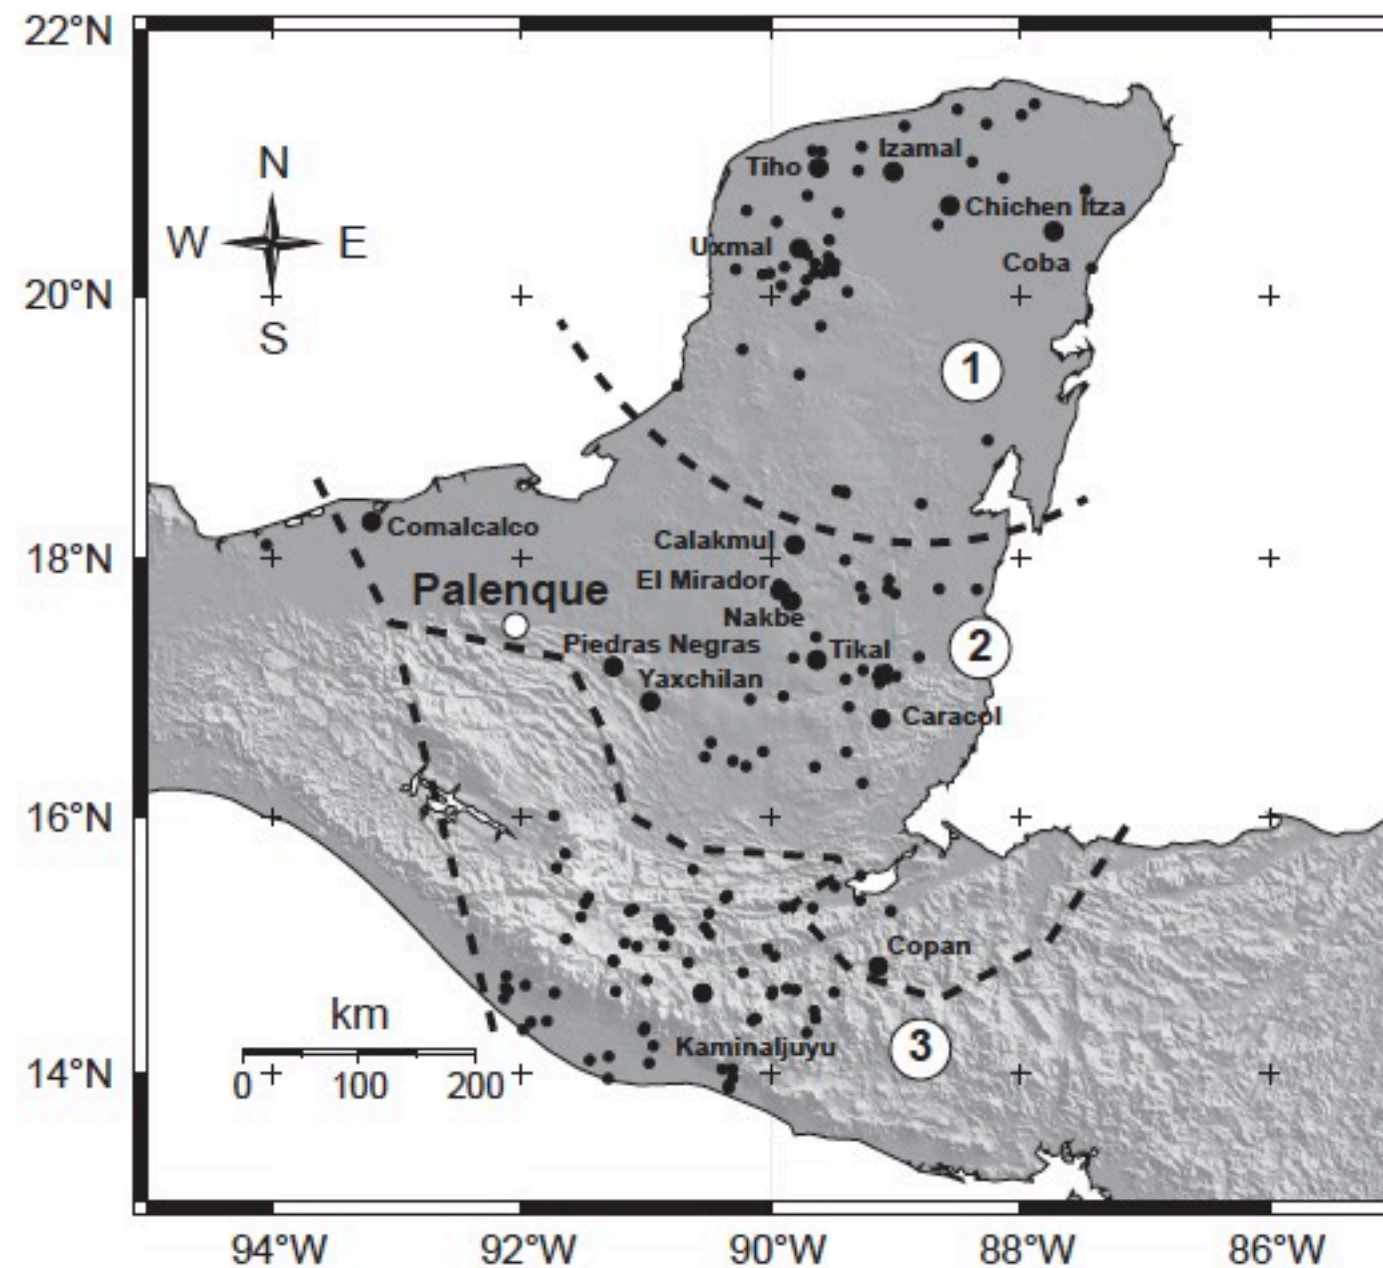 22°N
N
Izamal
Tiho
W E
Chichen Itza
Uxmal
Coba
20°N
S
1
Comalcalco
Calakmul
18°N
El Mirador
Palenque
Nakbe
Piedras Negras
Tikal
2
Yaxchilan
Caracol
16°N
Copan
km
Kaminaljuyu
3
14°N
0 100 200
94°W 92°W 90°W 88°W 86°W